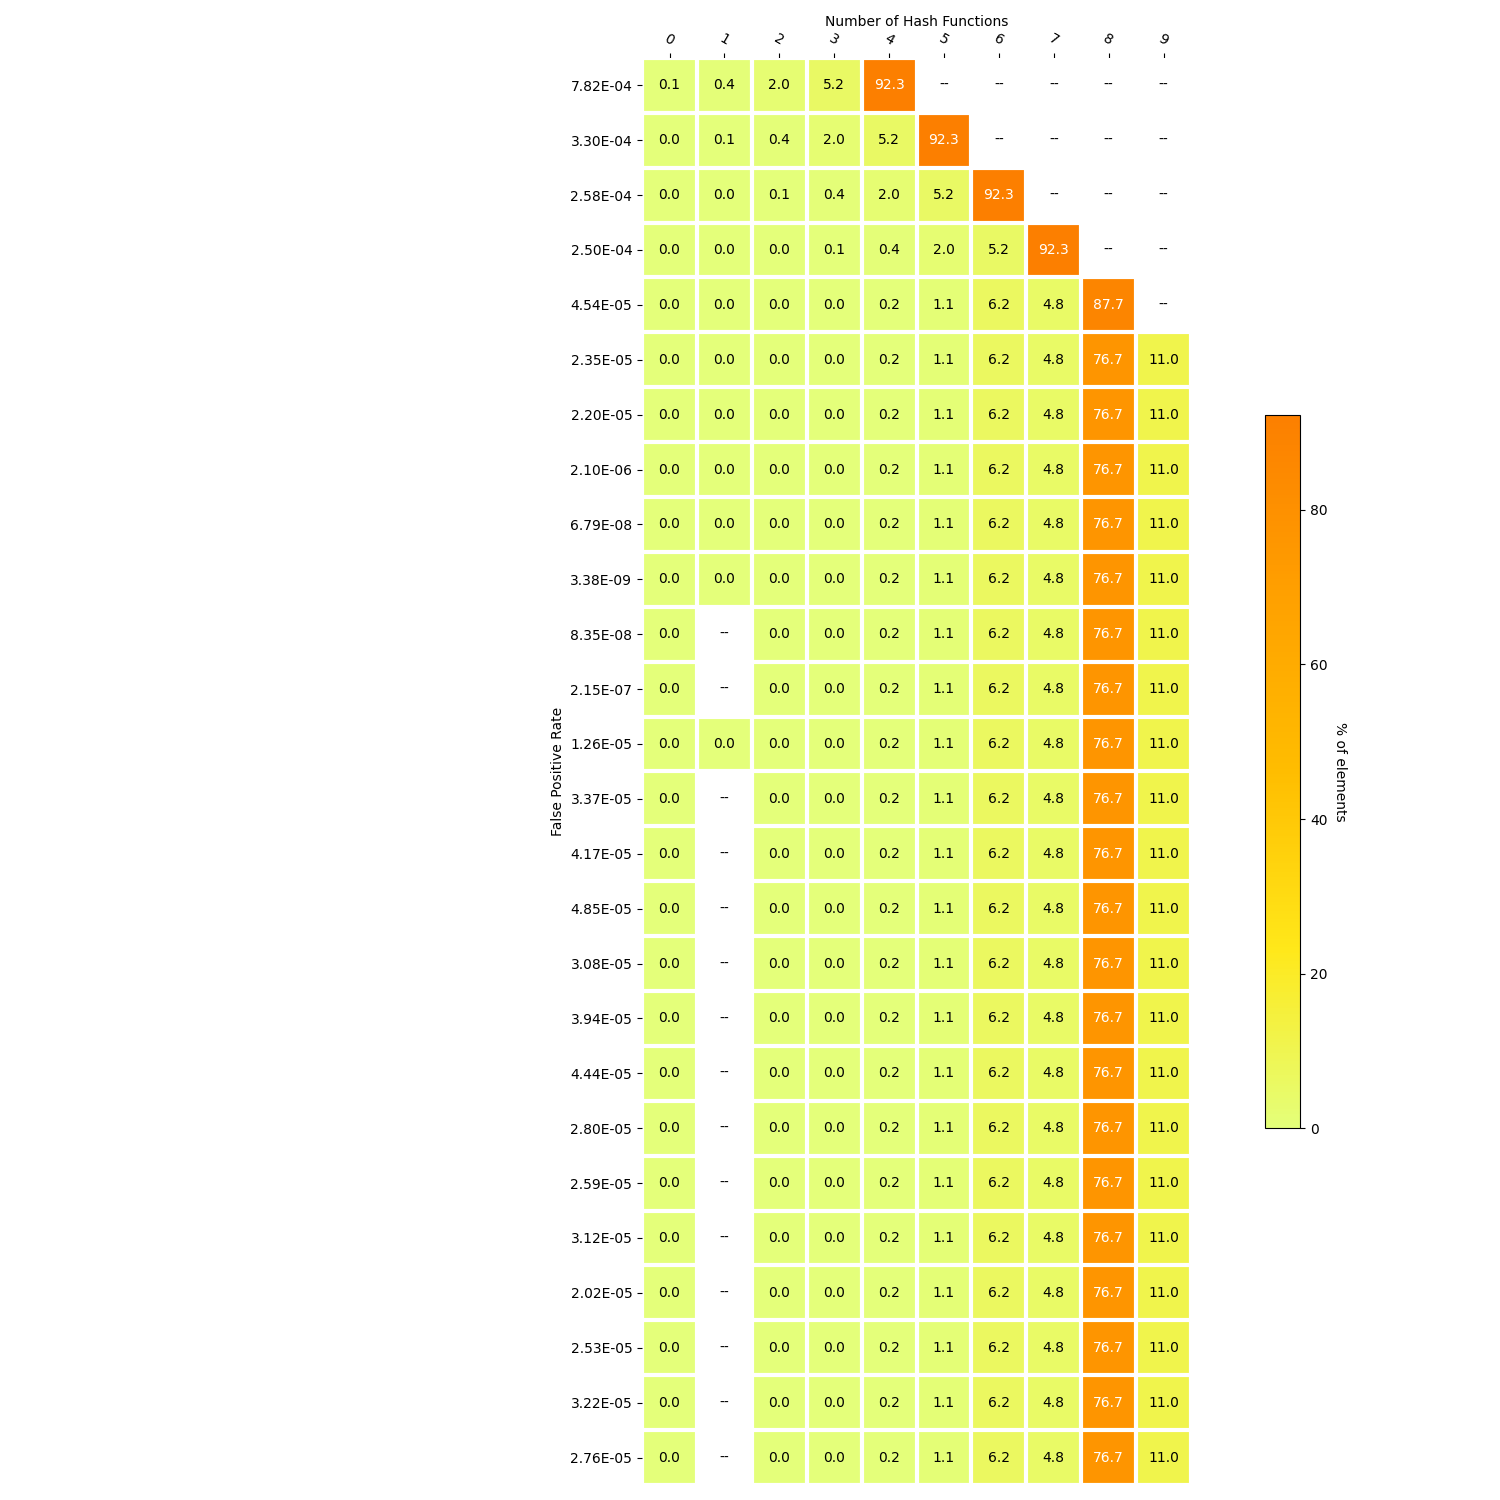 Number of Hash Functions
0 1 2 3 4 5 6 7 8 9
7.82E-04 0.1 0.4 2.0 5.2 92.3 -- -- -- -- --
3.30E-04 0.0 0.1 0.4 2.0 5.2 92.3 -- -- -- --
2.58E-04 0.0 0.0 0.1 0.4 2.0 5.2 92.3 -- -- --
2.50E-04 0.0 0.0 0.0 0.1 0.4 2.0 5.2 92.3 -- --
4.54E-05 0.0 0.0 0.0 0.0 0.2 1.1 6.2 4.8 87.7 --
2.35E-05 0.0 0.0 0.0 0.0 0.2 1.1 6.2 4.8 76.7 11.0
2.20E-05 0.0 0.0 0.0 0.0 0.2 1.1 6.2 4.8 76.7 11.0
2.10E-06 0.0 0.0 0.0 0.0 0.2 1.1 6.2 4.8 76.7 11.0
6.79E-08 0.0 0.0 0.0 0.0 0.2 1.1 6.2 4.8 76.7 11.0
3.38E-09 0.0 0.0 0.0 0.0 0.2 1.1 6.2 4.8 76.7 11.0
8.35E-08 0.0 -- 0.0 0.0 0.2 1.1 6.2 4.8 76.7 11.0
2.15E-07 0.0 -- 0.0 0.0 0.2 1.1 6.2 4.8 76.7 11.0
1.26E-05 0.0 0.0 0.0 0.0 0.2 1.1 6.2 4.8 76.7 11.0
3.37E-05 0.0 -- 0.0 0.0 0.2 1.1 6.2 4.8 76.7 11.0
4.17E-05 0.0 -- 0.0 0.0 0.2 1.1 6.2 4.8 76.7 11.0
4.85E-05 0.0 -- 0.0 0.0 0.2 1.1 6.2 4.8 76.7 11.0
3.08E-05 0.0 -- 0.0 0.0 0.2 1.1 6.2 4.8 76.7 11.0
3.94E-05 0.0 -- 0.0 0.0 0.2 1.1 6.2 4.8 76.7 11.0
4.44E-05 0.0 -- 0.0 0.0 0.2 1.1 6.2 4.8 76.7 11.0
2.80E-05 0.0 -- 0.0 0.0 0.2 1.1 6.2 4.8 76.7 11.0
2.59E-05 0.0 -- 0.0 0.0 0.2 1.1 6.2 4.8 76.7 11.0
3.12E-05 0.0 -- 0.0 0.0 0.2 1.1 6.2 4.8 76.7 11.0
2.02E-05 0.0 -- 0.0 0.0 0.2 1.1 6.2 4.8 76.7 11.0
2.53E-05 0.0 -- 0.0 0.0 0.2 1.1 6.2 4.8 76.7 11.0
3.22E-05 0.0 -- 0.0 0.0 0.2 1.1 6.2 4.8 76.7 11.0
2.76E-05 0.0 -- 0.0 0.0 0.2 1.1 6.2 4.8 76.7 11.0
False Positive Rate
80
60
40
20
0
% of elements